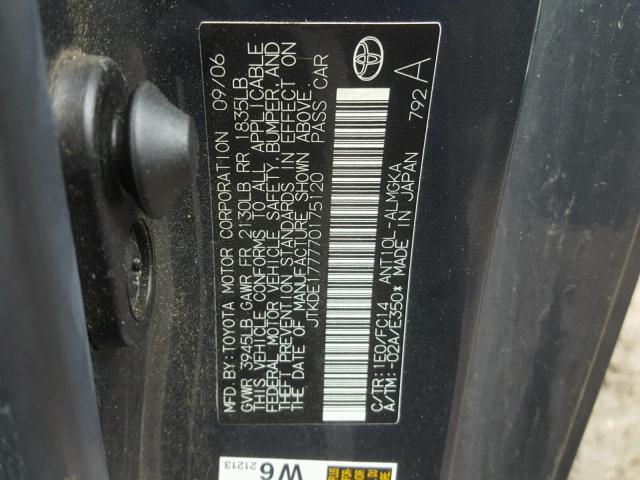 MFD. BY: TOYOTA MOTOR CORPORATION 09/06
GVWR 3945LB GAWR FR 2130LB RR 1835LB
THIS VEHICLE CONFORMS TO ALL APPLICABLE
FEDERAL MOTOR VEHICLE SAFETY, BUMPER, AND
THEFT PREVENTION STANDARDS IN EFFECT ON
THE DATE OF MANUFACTURE SHOWN ABOVE.
JTKDE177770175120 PASS CAR
C/TR:1E0/FC14 ANT10L-ALMGKA
A/TM:-02A/E350* MADE IN JAPAN 792 A
W6
21213